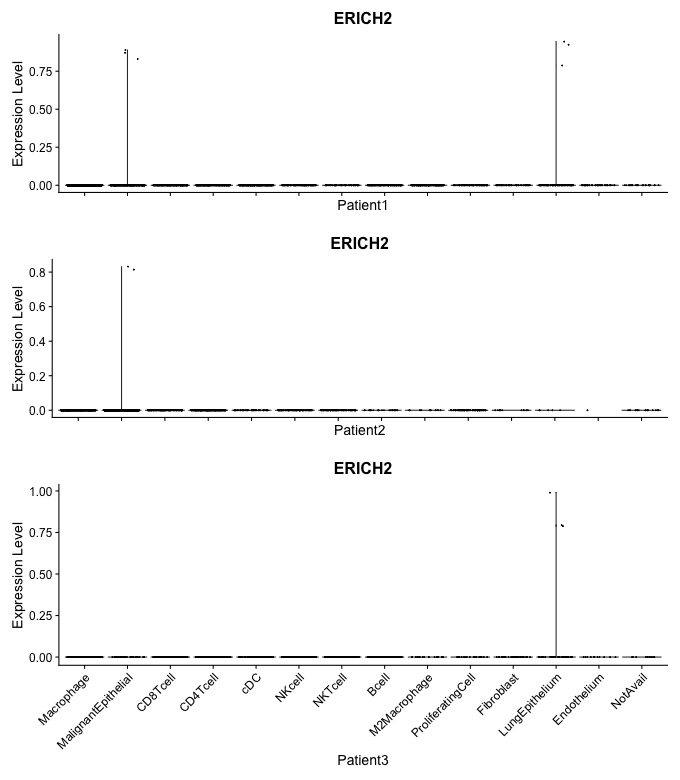 ERICH2
Expression Level
0.75
0.50
0.25
0.00
Patient1
ERICH2
Expression Level
0.8
0.6
0.4
0.2
0.0
Patient2
ERICH2
Expression Level
1.00
0.75
0.50
0.25
0.00
Macrophage
MalignantEpithelial
CD8Tcell
CD4Tcell
cDC
NKcell
NKTcell
Bcell
M2Macrophage
ProliferatingCell
Fibroblast
LungEpithelium
Endothelium
NotAvail
Patient3